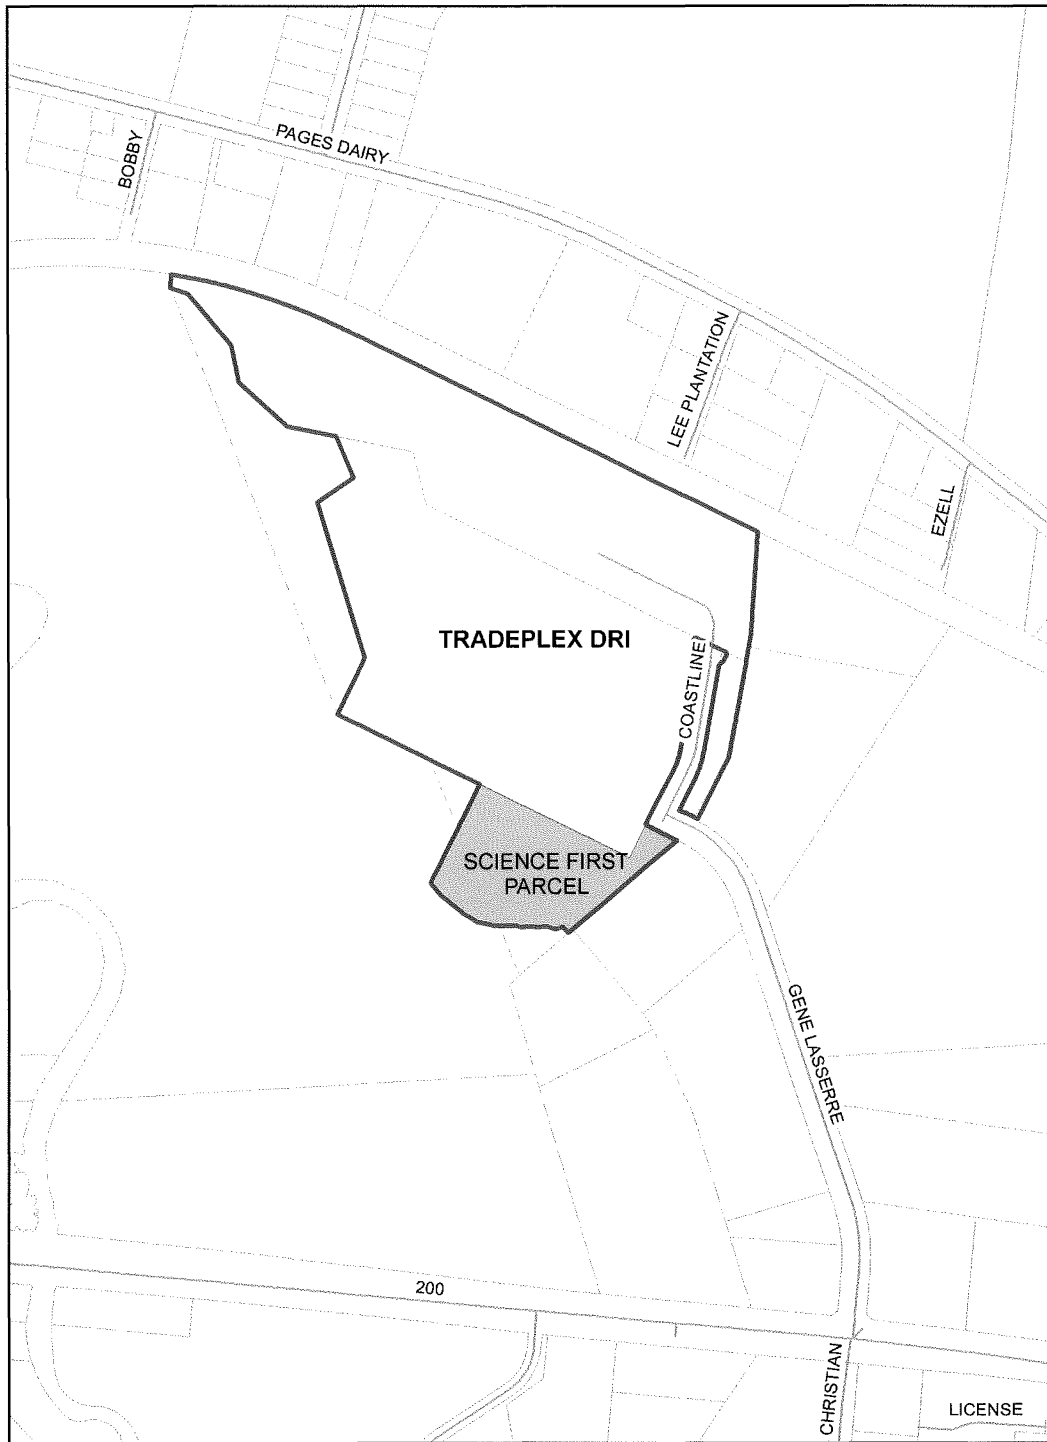 PAGES DAIRY
BOBBY
LEE PLANTATION
EZELL
TRADEPLEX DRI
COASTLINE
SCIENCE FIRST
PARCEL
GENE LASSERRE
200
CHRISTIAN
LICENSE